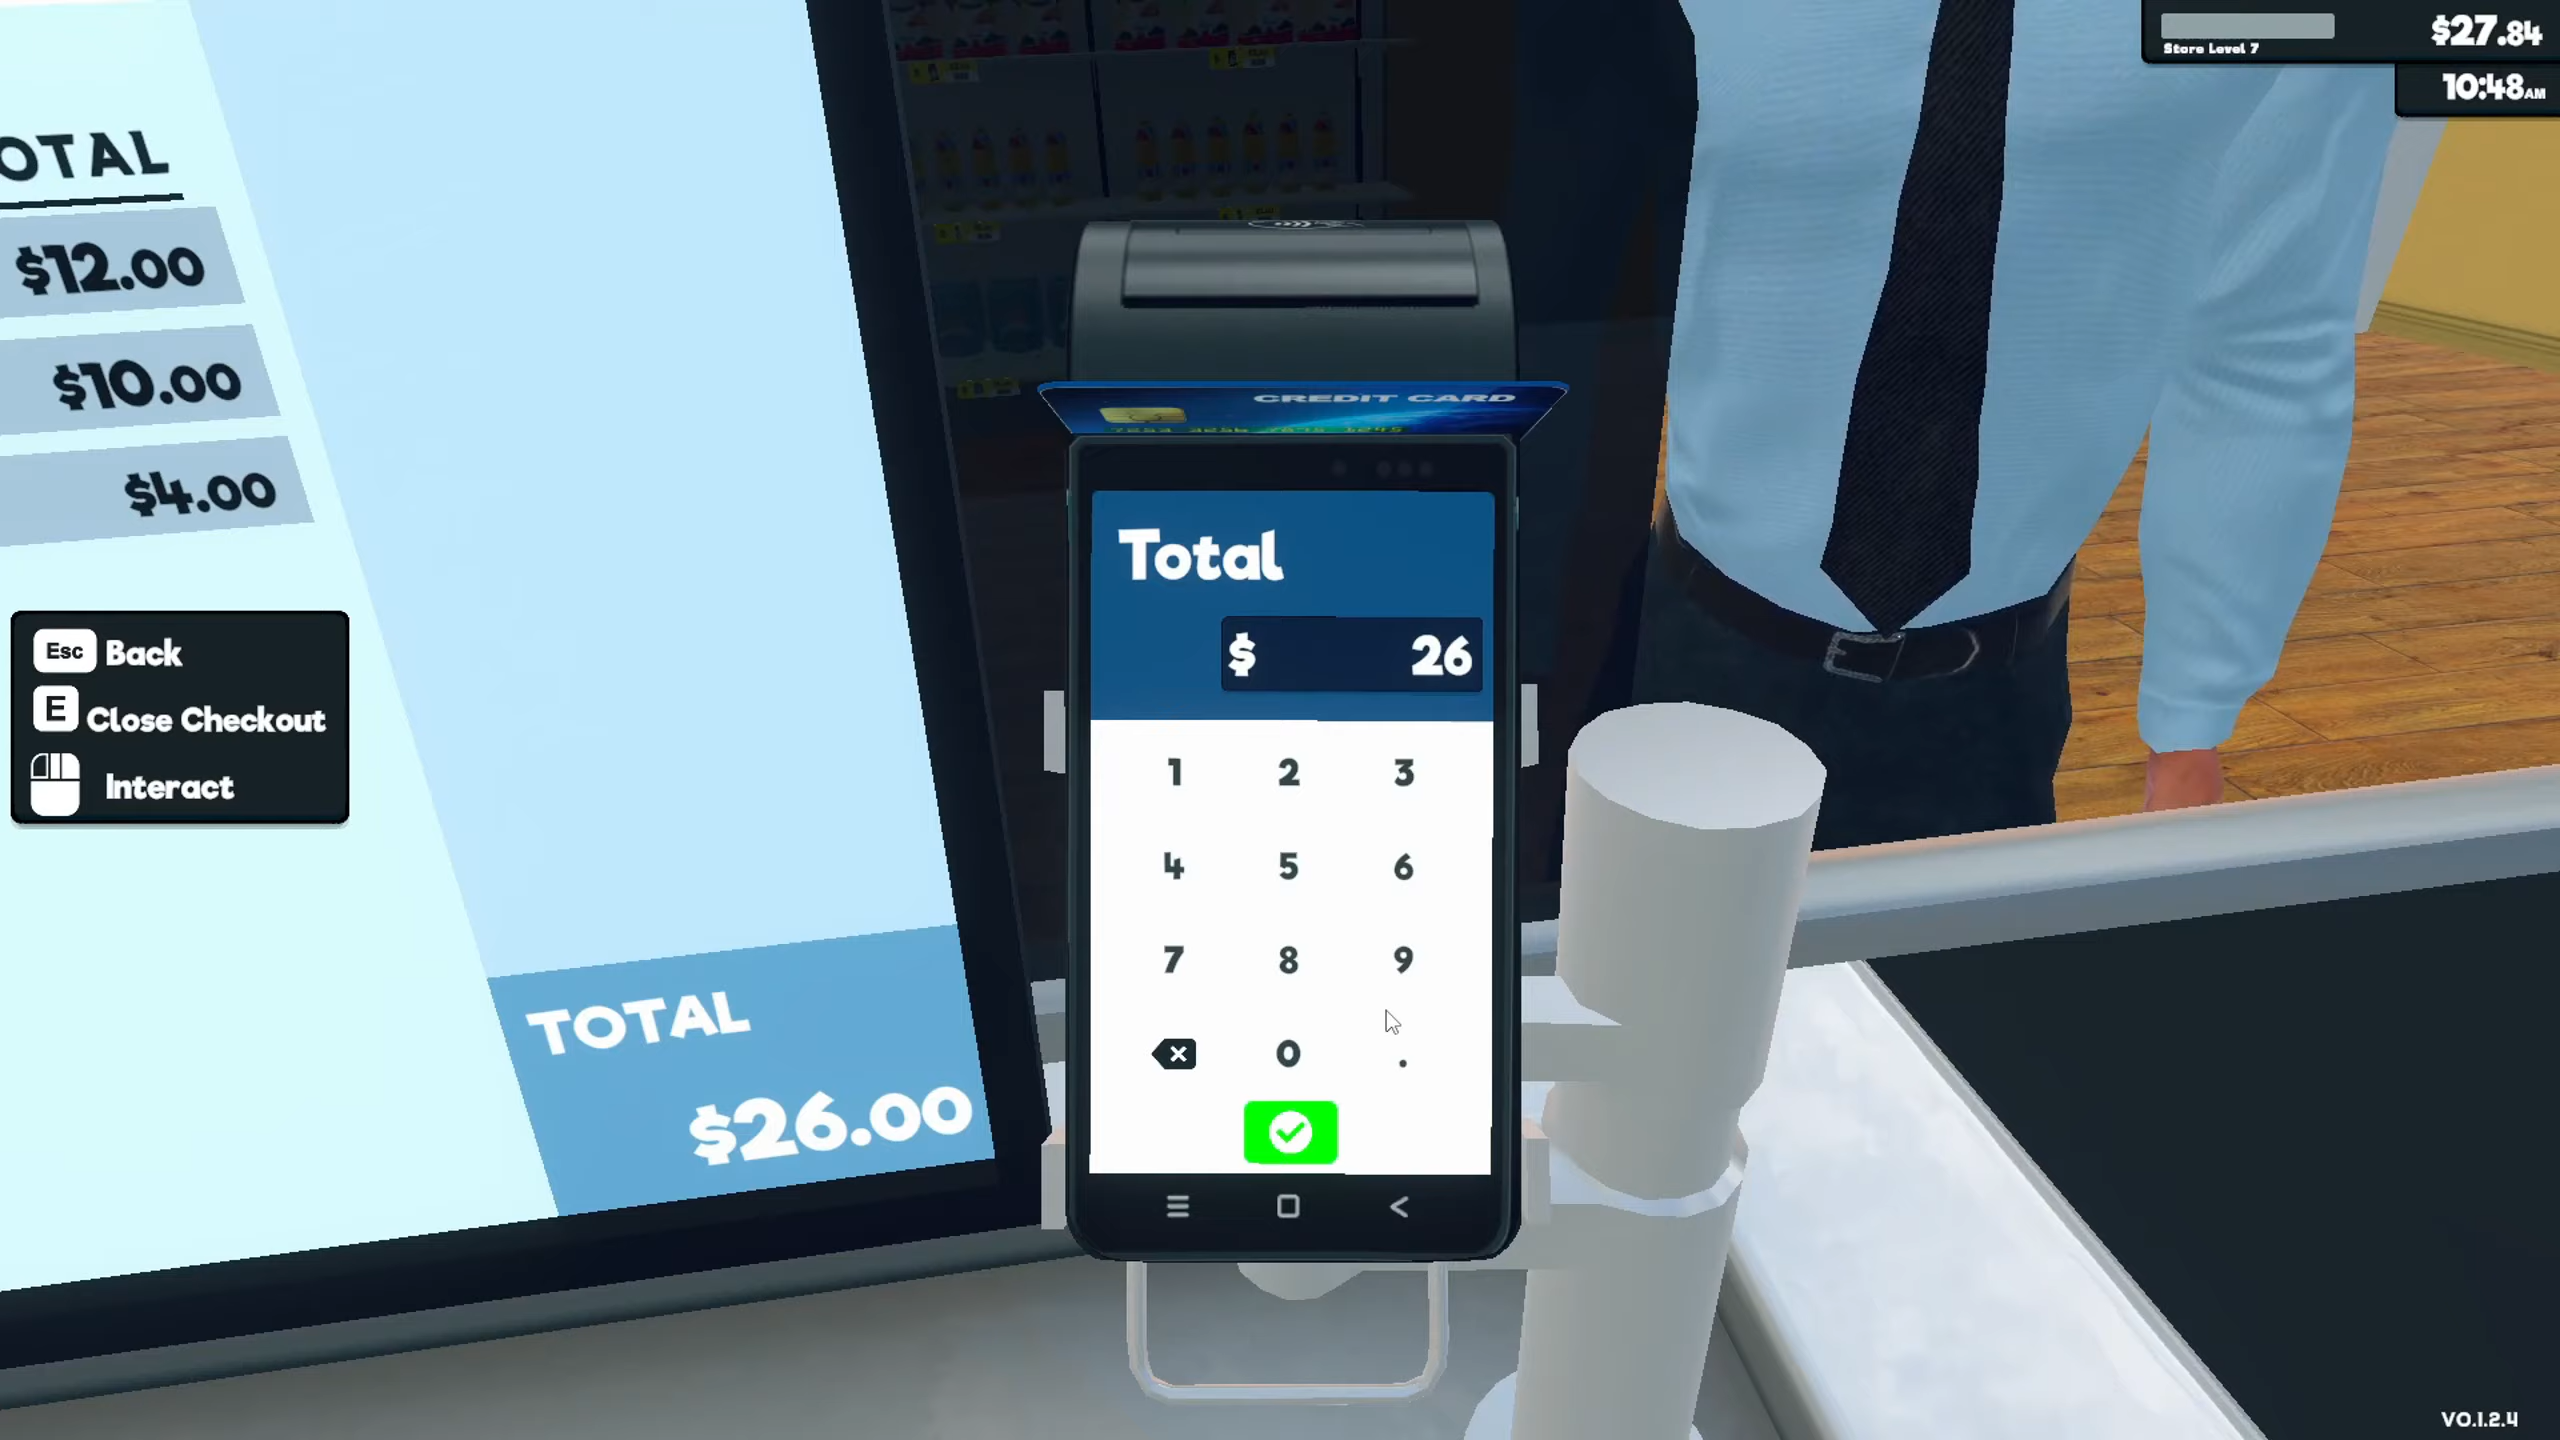 $27.84
Store Level 7
10:48AM
OTAL
$12.00
$10.00
$4.00
CREDIT CARD
Total
$ 26
Esc Back
E Close Checkout
Interact
1 2 3
4 5 6
7 8 9
0 .
TOTAL
$26.00
V0.1.2.4